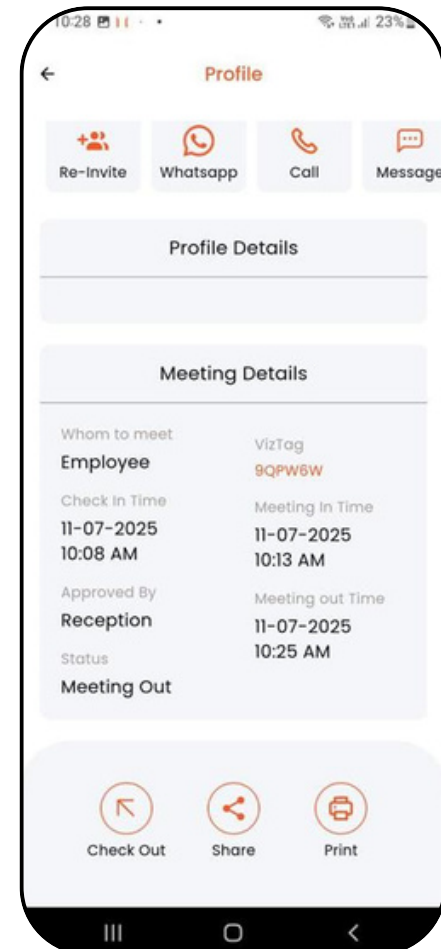 10:28 23%
Profile
Re-Invite Whatsapp Call Message
Profile Details
Meeting Details
Whom to meet
Employee
VizTag
9QPW6W
Check In Time
11-07-2025
10:08 AM
Meeting In Time
11-07-2025
10:13 AM
Approved By
Reception
Meeting out Time
11-07-2025
10:25 AM
Status
Meeting Out
Check Out Share Print